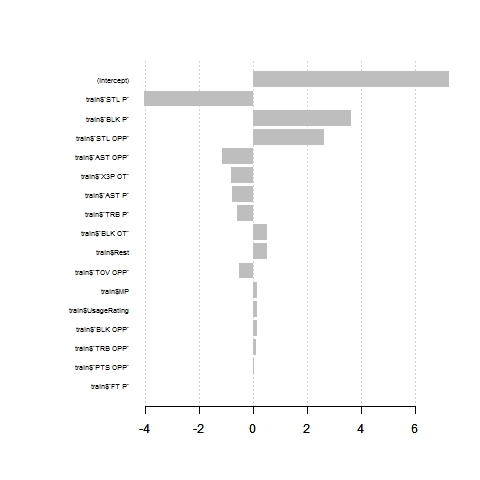 (Intercept)
train$`STL P`
train$`BLK P`
train$`STL OPP`
train$`AST OPP`
train$`X3P OT`
train$`AST P`
train$`TRB P`
train$`BLK OT`
train$Rest
train$`TOV OPP`
train$MP
train$UsageRating
train$`BLK OPP`
train$`TRB OPP`
train$`PTS OPP`
train$`FT P`
-4 -2 0 2 4 6